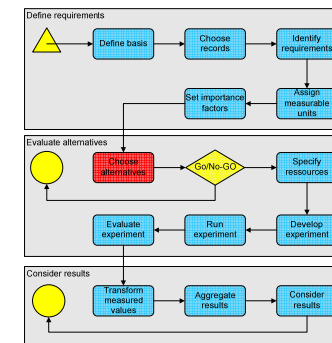 Define requirements
Define basis
Choose
records
Identify
requirements
Set importance
factors
Assign
measurable
units
Evaluate alternatives
Choose
alternatives
Go/No-GO
Specify
ressources
Evaluate
experiment
Run
experiment
Develop
experiment
Consider results
Transform
measured
values
Aggregate
results
Consider
results